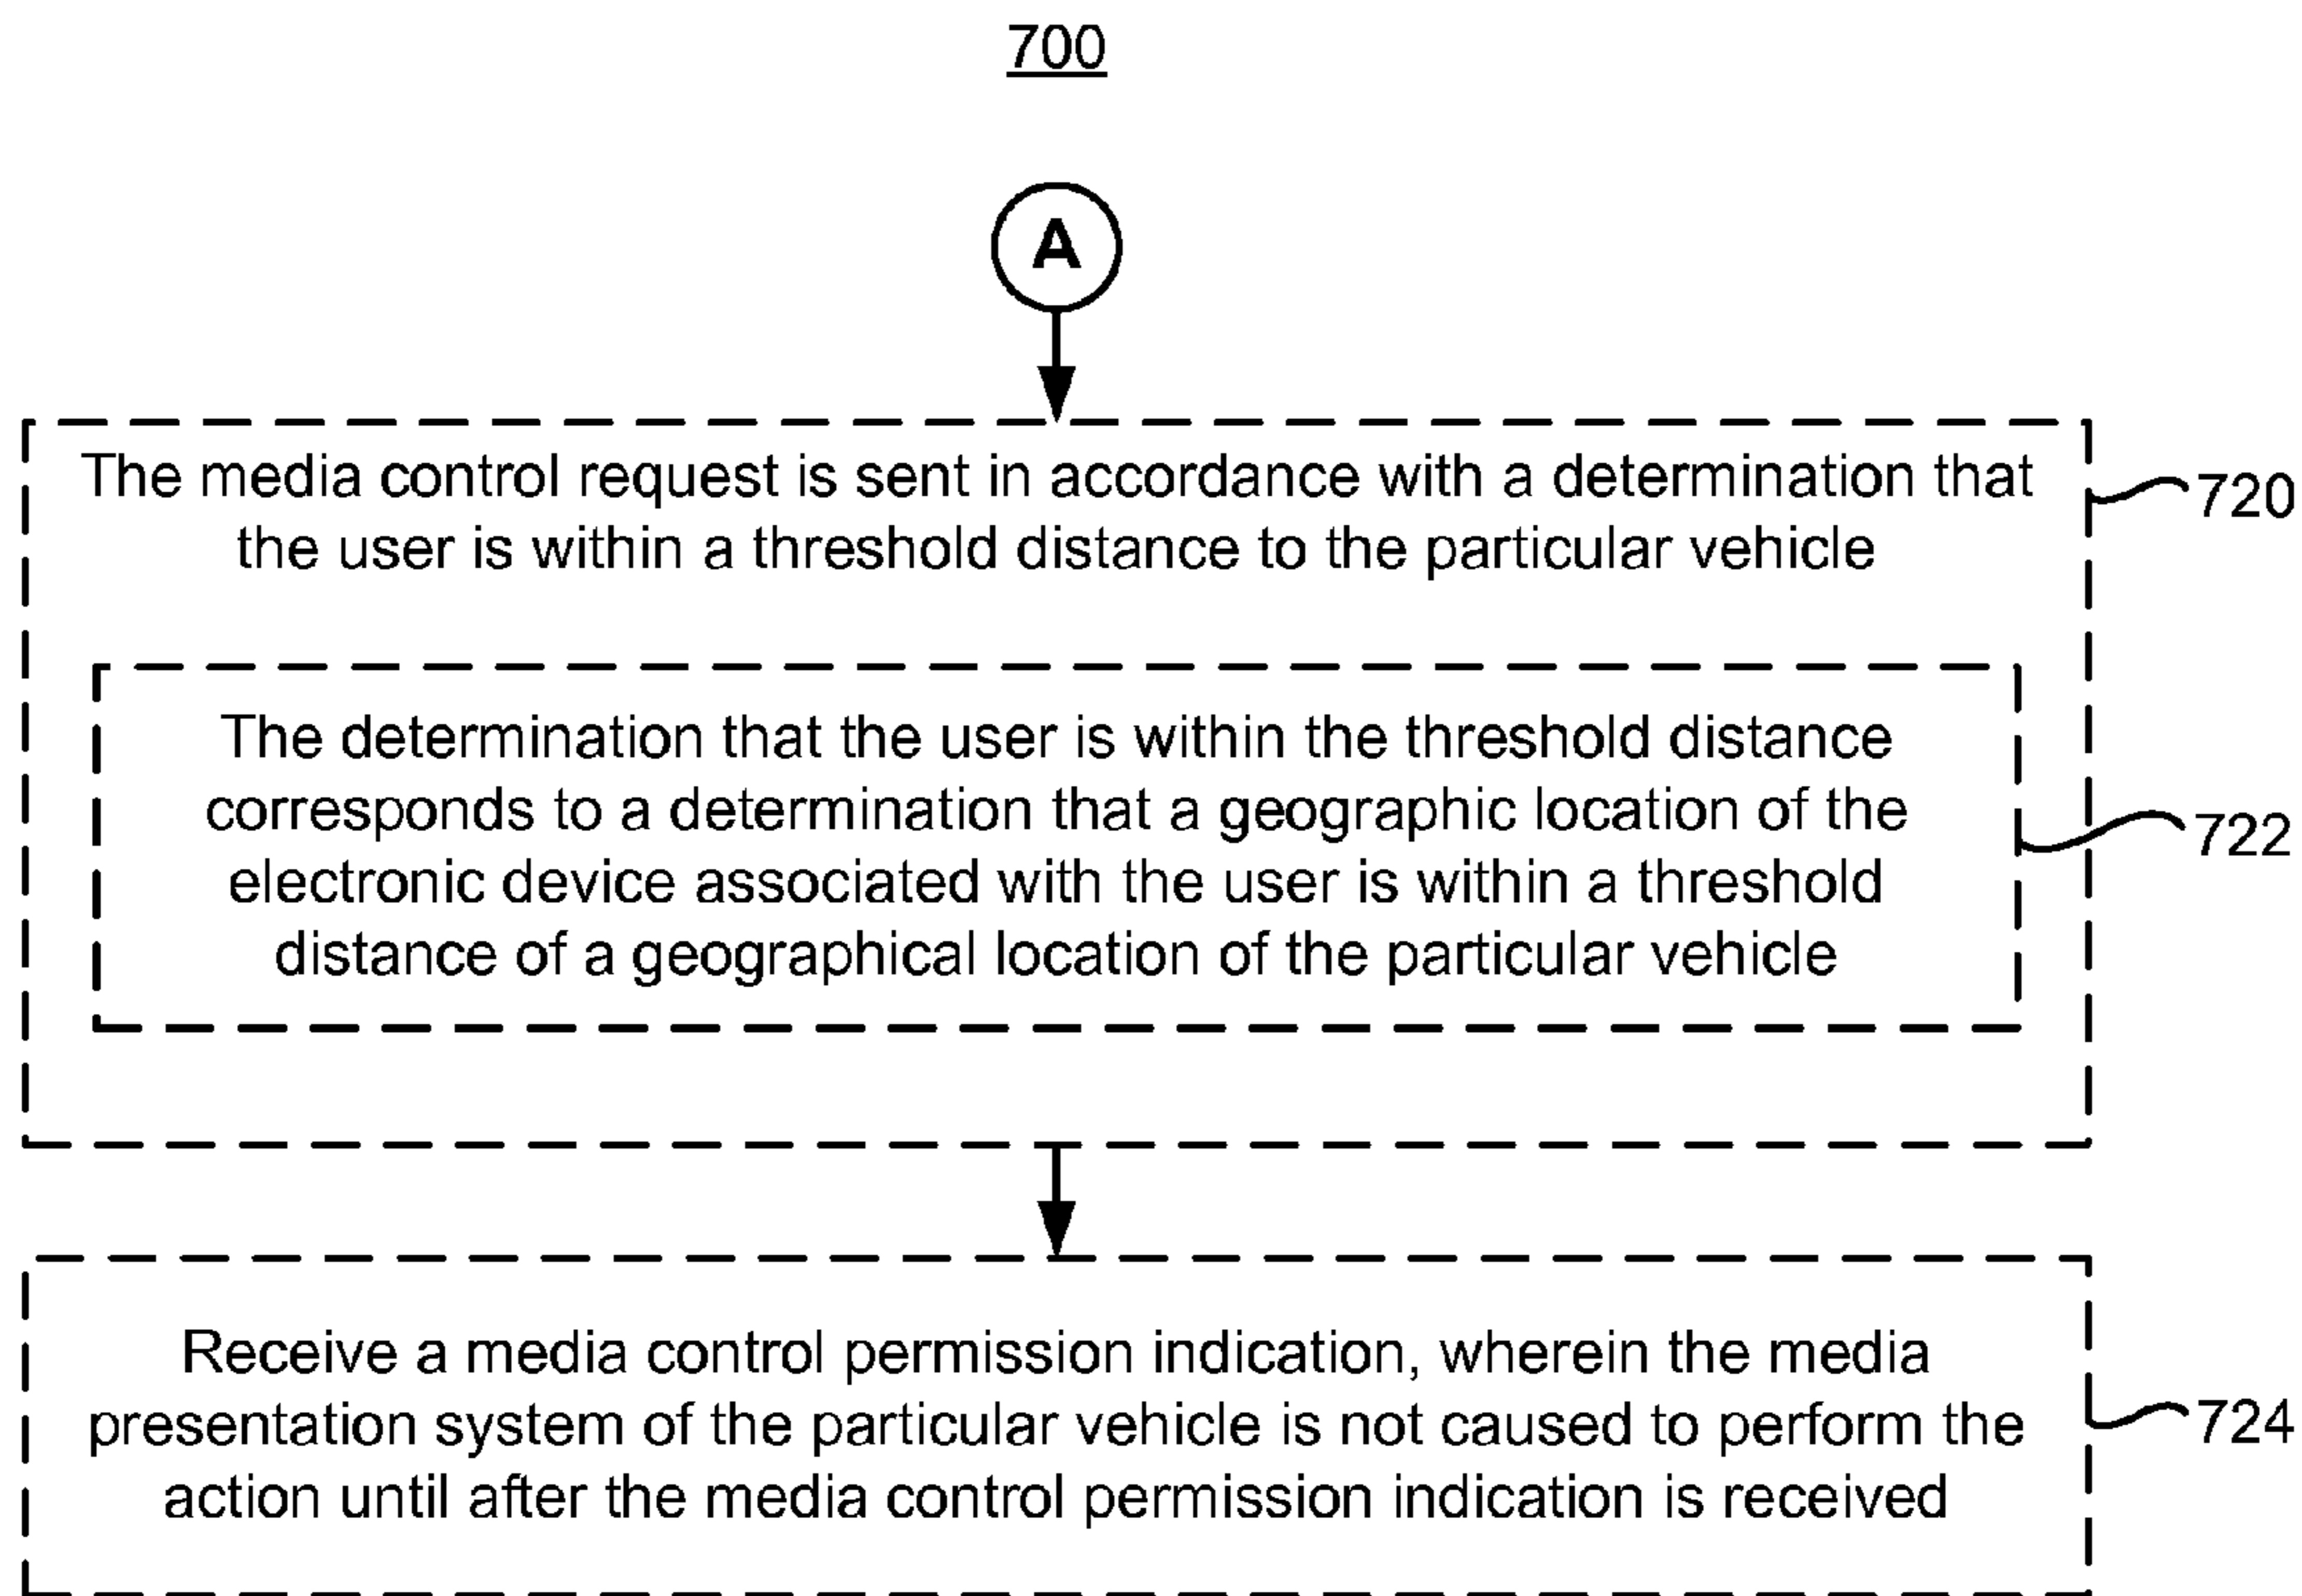 700
A
The media control request is sent in accordance with a determination that
the user is within a threshold distance to the particular vehicle
720
The determination that the user is within the threshold distance
corresponds to a determination that a geographic location of the
electronic device associated with the user is within a threshold
distance of a geographical location of the particular vehicle
722
Receive a media control permission indication, wherein the media
presentation system of the particular vehicle is not caused to perform the
action until after the media control permission indication is received
724